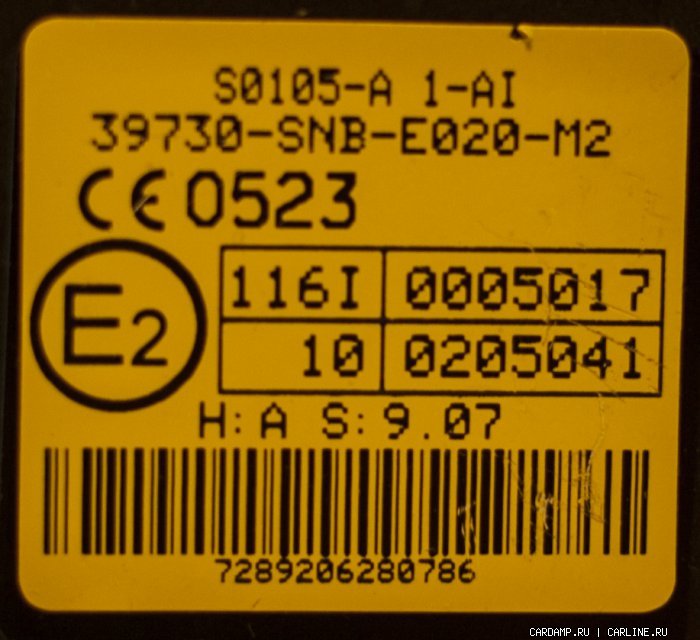 S0105-A 1-AI
39730-SNB-E020-M2
CE 0523
E2
116I 0005017
10 0205041
H: A S: 9.07
7289206280786
CARDAMP.RU | CARLINE.RU